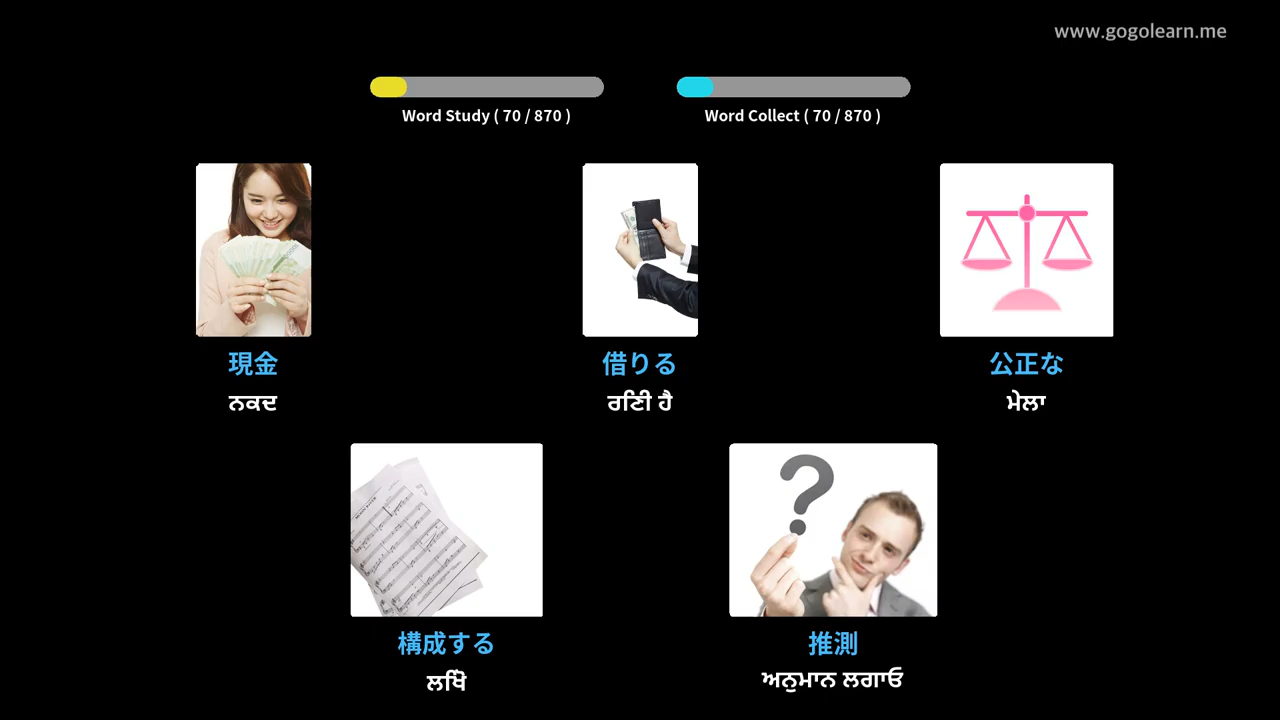 www.gogolearn.me
Word Study ( 70 / 870 )
Word Collect ( 70 / 870 )
現金
ਨਕਦ
借りる
ਰਣਿੀ ਹੈ
公正な
ਮੇਲਾ
構成する
ਲਖਿੋ
推測
ਅਨੁਮਾਨ ਲਗਾਓ